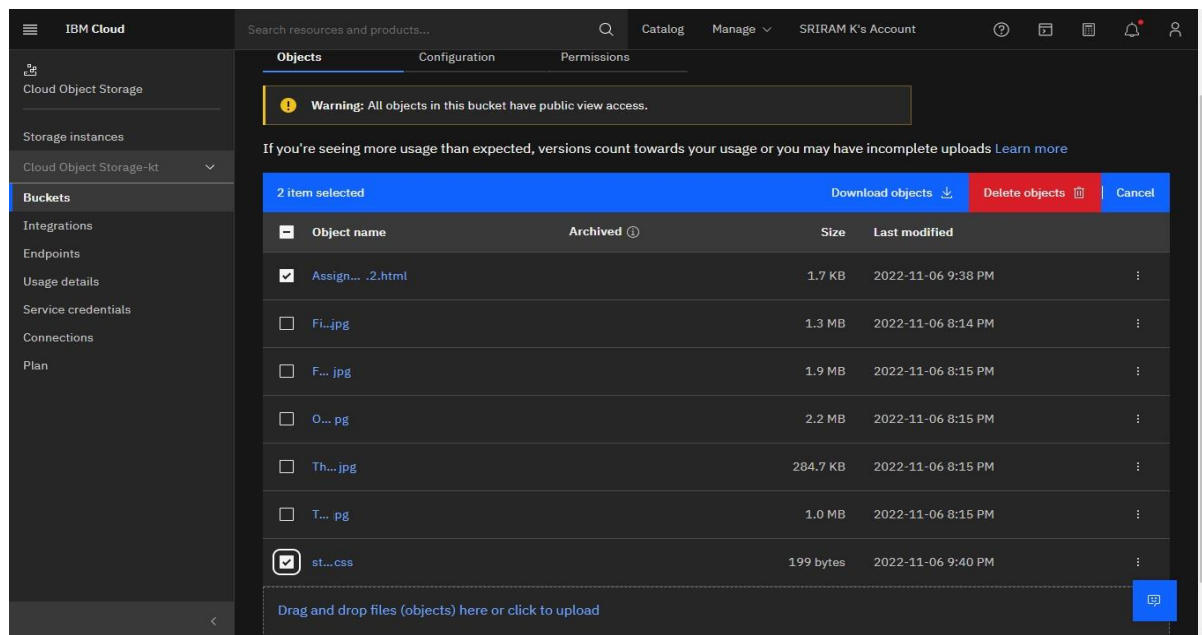 IBM Cloud
Search resources and products...
Catalog
Manage
SRIRAM K's Account
Cloud Object Storage
Storage instances
Cloud Object Storage-kt
Buckets
Integrations
Endpoints
Usage details
Service credentials
Connections
Plan
Objects Configuration Permissions
Warning: All objects in this bucket have public view access.
If you're seeing more usage than expected, versions count towards your usage or you may have incomplete uploads Learn more
2 item selected Download objects Delete objects | Cancel
Object name Archived Size Last modified
Assign... .2.html 1.7 KB 2022-11-06 9:38 PM
Fi...jpg 1.3 MB 2022-11-06 8:14 PM
F... jpg 1.9 MB 2022-11-06 8:15 PM
O... pg 2.2 MB 2022-11-06 8:15 PM
Th... jpg 284.7 KB 2022-11-06 8:15 PM
T... pg 1.0 MB 2022-11-06 8:15 PM
st...css 199 bytes 2022-11-06 9:40 PM
Drag and drop files (objects) here or click to upload